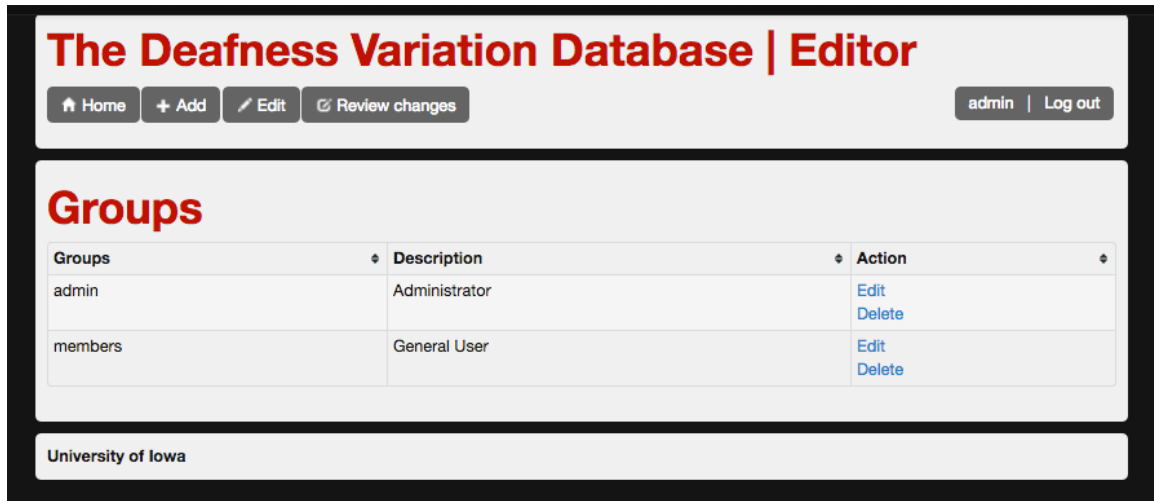 The Deafness Variation Database | Editor
Home + Add Edit Review changes admin | Log out
Groups
Groups Description Action
admin Administrator Edit
Delete
members General User Edit
Delete
University of Iowa